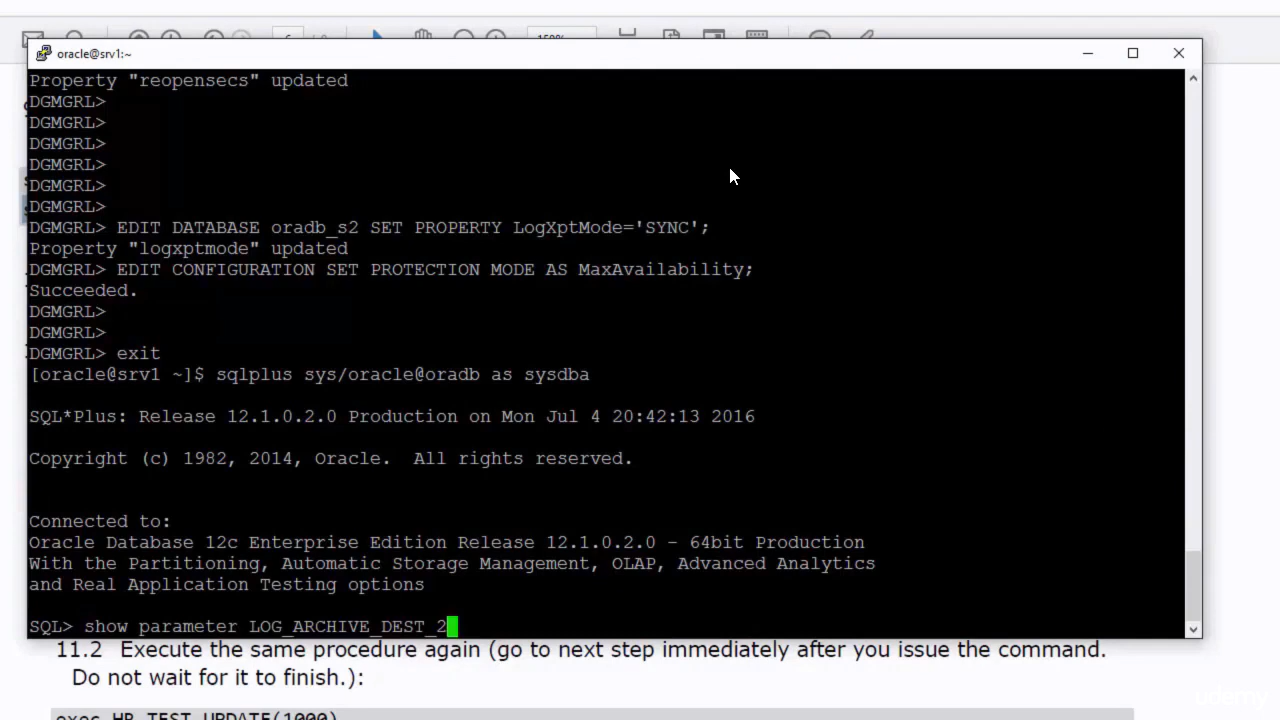 oracle@srv1:~
Property "reopensecs" updated
DGMGRL>
DGMGRL>
DGMGRL>
DGMGRL>
DGMGRL>
DGMGRL>
DGMGRL> EDIT DATABASE oradb_s2 SET PROPERTY LogXptMode='SYNC';
Property "logxptmode" updated
DGMGRL> EDIT CONFIGURATION SET PROTECTION MODE AS MaxAvailability;
Succeeded.
DGMGRL>
DGMGRL>
DGMGRL> exit
[oracle@srv1 ~]$ sqlplus sys/oracle@oradb as sysdba
SQL*Plus: Release 12.1.0.2.0 Production on Mon Jul 4 20:42:13 2016
Copyright (c) 1982, 2014, Oracle.  All rights reserved.
Connected to:
Oracle Database 12c Enterprise Edition Release 12.1.0.2.0 - 64bit Production
With the Partitioning, Automatic Storage Management, OLAP, Advanced Analytics
and Real Application Testing options
SQL> show parameter LOG_ARCHIVE_DEST_2
11.2 Execute the same procedure again (go to next step immediately after you issue the command.
Do not wait for it to finish.):
exec HR.TEST_UPDATE(1000)
udemy